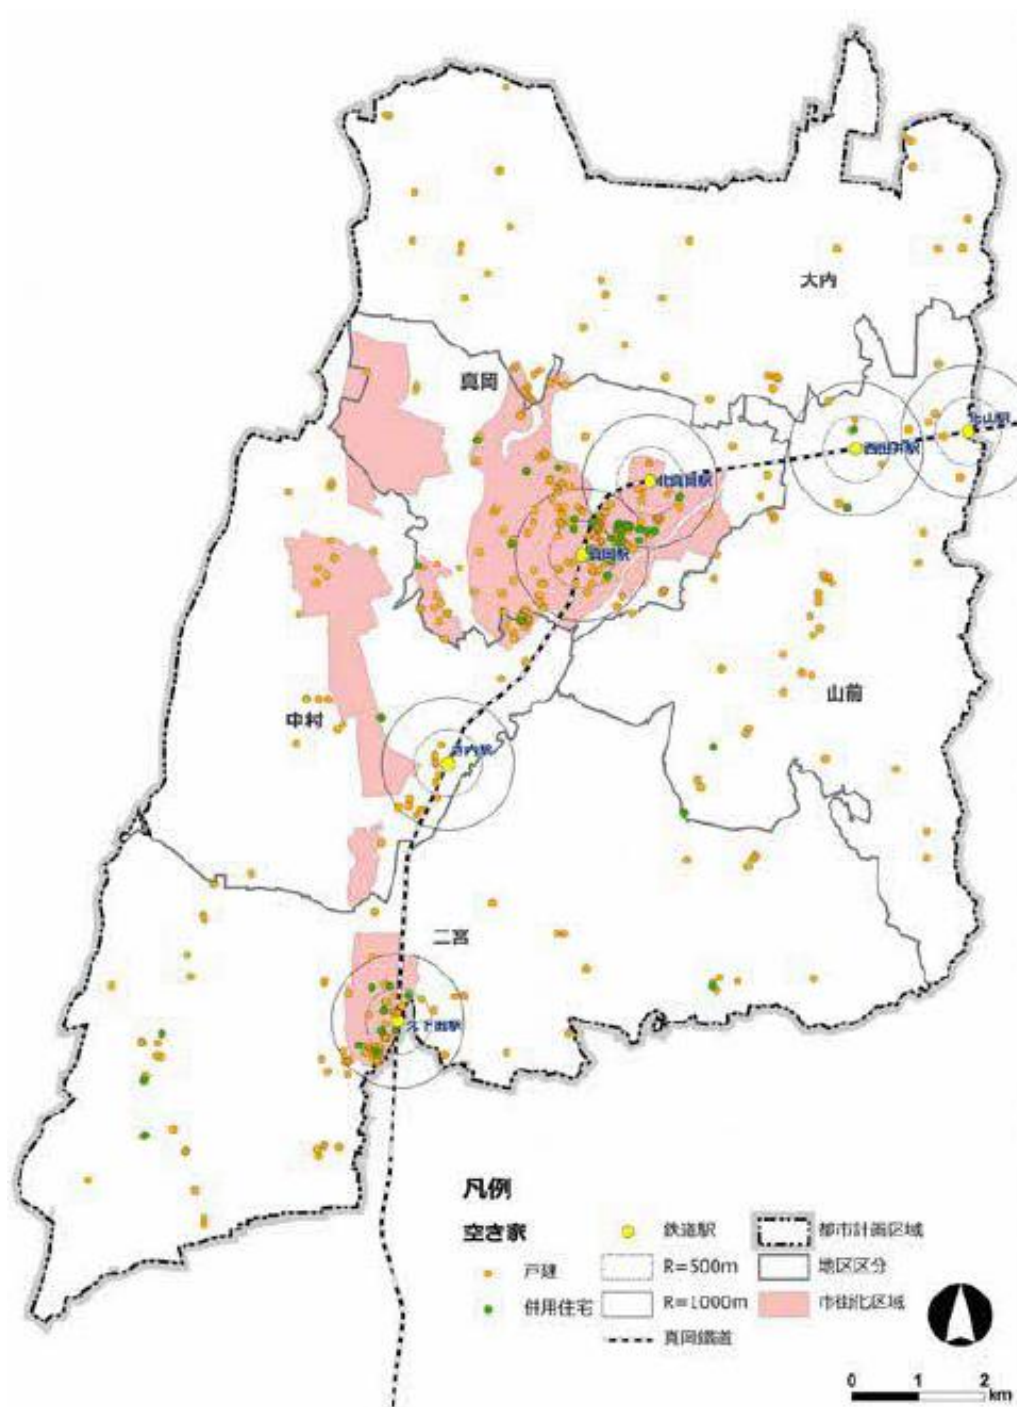 大内
真岡
北山駅
西田井駅
北真岡駅
真岡駅
山前
中村
寺内駅
二宮
久下田駅
凡例
空き家
戸建
併用住宅
鉄道駅
R=500m
R=1000m
真岡鐵道
都市計画区域
地区区分
市街化区域
0 1 2
km